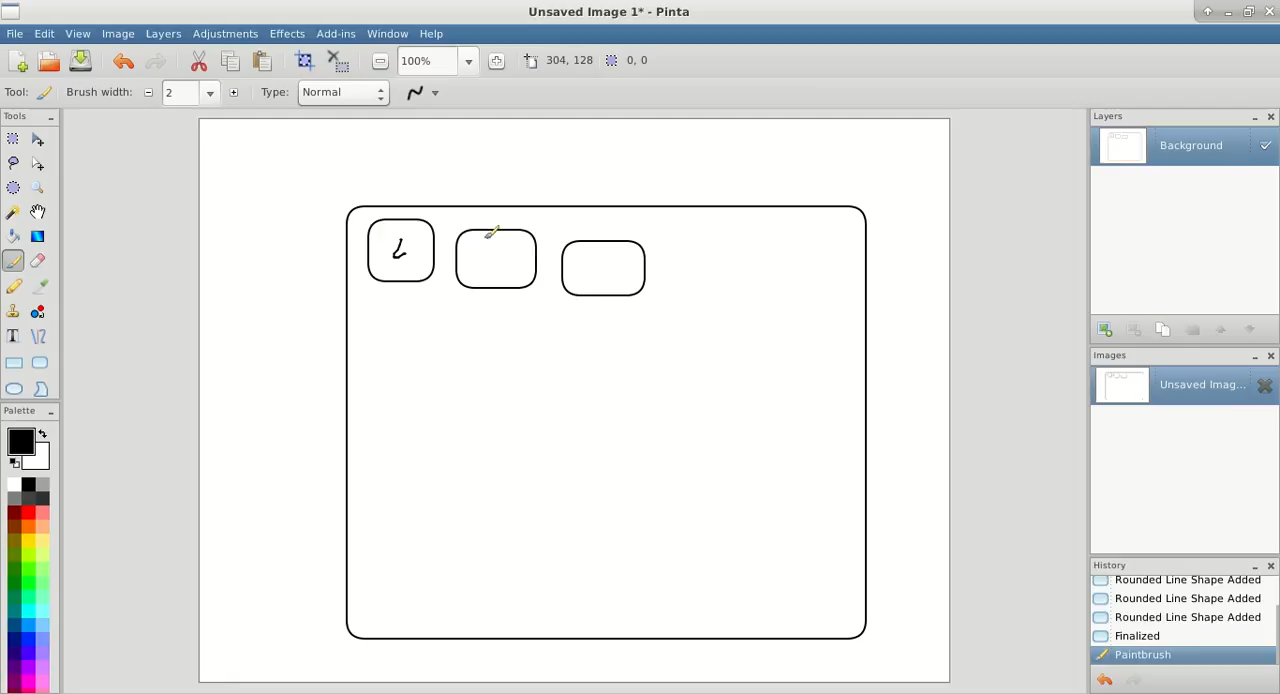 Unsaved Image 1* - Pinta
File Edit View Image Layers Adjustments Effects Add-ins Window Help
100% 304, 128 0, 0
Tool: Brush width: 2 Type: Normal
Tools
Palette
Layers
Background
Images
Unsaved Imag...
History
Rounded Line Shape Added
Rounded Line Shape Added
Rounded Line Shape Added
Finalized
Paintbrush